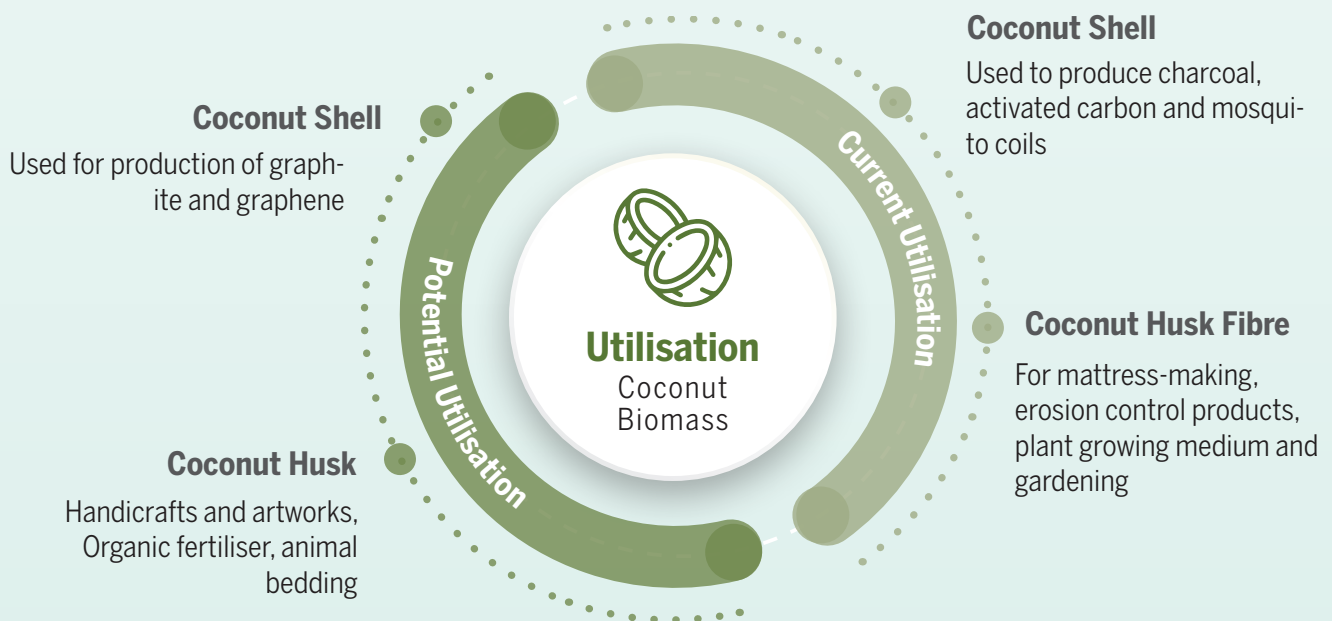 Coconut Shell
Used for production of graph-
ite and graphene
Potential Utilisation
Coconut Husk
Handicrafts and artworks,
Organic fertiliser, animal
bedding
Utilisation
Coconut
Biomass
Current Utilisation
Coconut Shell
Used to produce charcoal,
activated carbon and mosqui-
to coils
Coconut Husk Fibre
For mattress-making,
erosion control products,
plant growing medium and
gardening